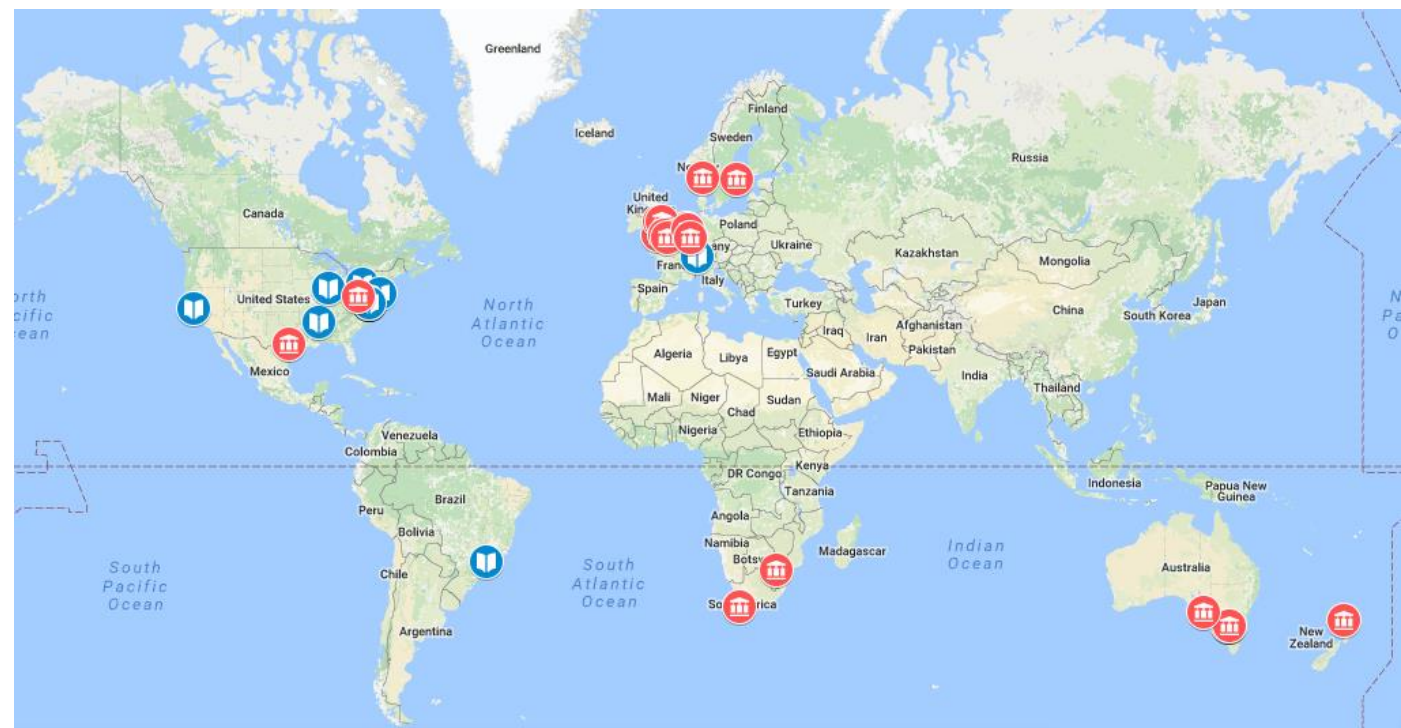 Greenland
Iceland
Finland
Sweden
Russia
United
Canada
Poland
Ukraine
Kazakhstan
Mongolia
Italy
Spain
United States
North
Atlantic
Ocean
Turkey
China
South Korea
Japan
Iraq
Iran
Afghanistan
Pakistan
Algeria
Libya
Egypt
Saudi Arabia
India
Thailand
Mexico
Mali
Niger
Chad
Sudan
Nigeria
Ethiopia
Venezuela
Colombia
DR Congo
Kenya
Tanzania
Indonesia
Papua New
Guinea
Brazil
Peru
Bolivia
Angola
Namibia
Madagascar
Indian
Ocean
South
Pacific
Ocean
Chile
South
Atlantic
Ocean
Australia
Argentina
New
Zealand